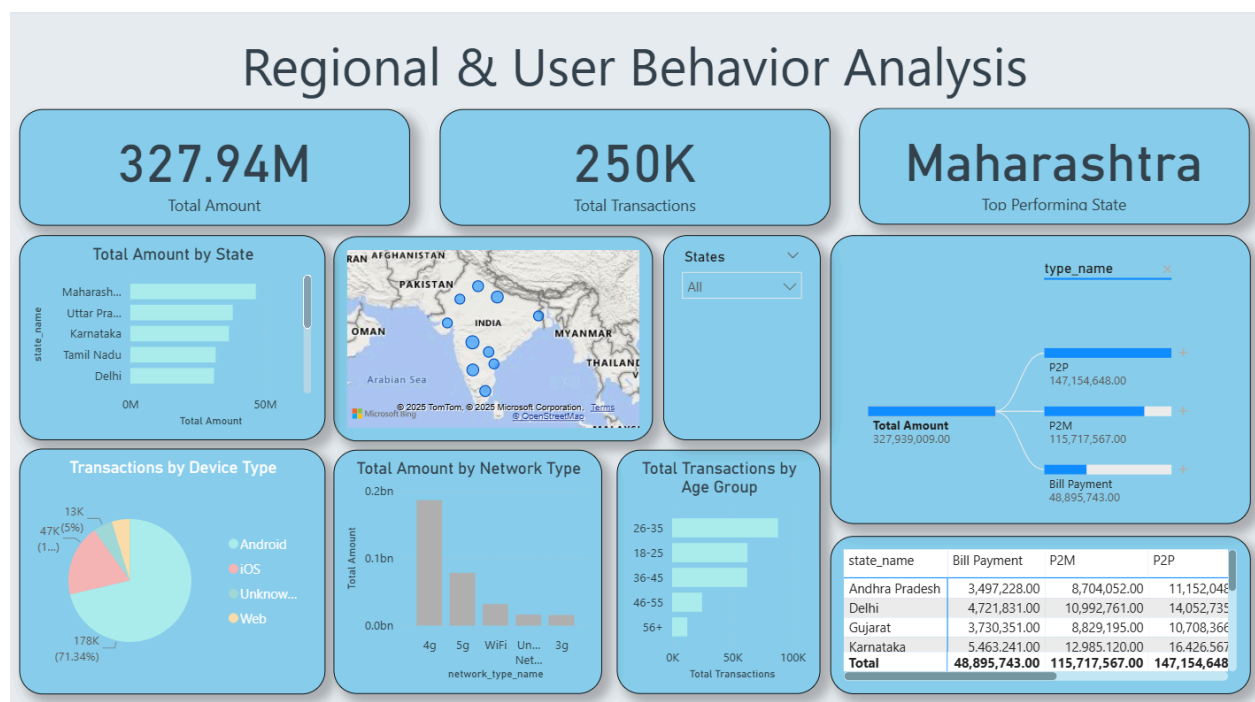 Regional & User Behavior Analysis
327.94M
Total Amount
250K
Total Transactions
Maharashtra
Top Performing State
Total Amount by State
state_name
Maharash...
Uttar Pra...
Karnataka
Tamil Nadu
Delhi
0M 50M
Total Amount
RAN AFGHANISTAN
PAKISTAN
OMAN
INDIA
MYANMAR
THAILAND
Arabian Sea
Microsoft Bing
© 2025 TomTom, © 2025 Microsoft Corporation, Terms
© OpenStreetMap
States
All
type_name
Total Amount
327,939,009.00
P2P
147,154,648.00
P2M
115,717,567.00
Bill Payment
48,895,743.00
Transactions by Device Type
13K
(5%)
47K
(1...)
178K
(71.34%)
Android
iOS
Unknow...
Web
Total Amount by Network Type
Total Amount
0.2bn
0.1bn
0.0bn
4g 5g WiFi Un... 3g
Net...
network_type_name
Total Transactions by
Age Group
26-35
18-25
36-45
46-55
56+
0K 50K 100K
Total Transactions
state_name Bill Payment P2M P2P
Andhra Pradesh 3,497,228.00 8,704,052.00 11,152,048
Delhi 4,721,831.00 10,992,761.00 14,052,735
Gujarat 3,730,351.00 8,829,195.00 10,708,366
Karnataka 5,463,241.00 12,985,120.00 16,426,567
Total 48,895,743.00 115,717,567.00 147,154,648